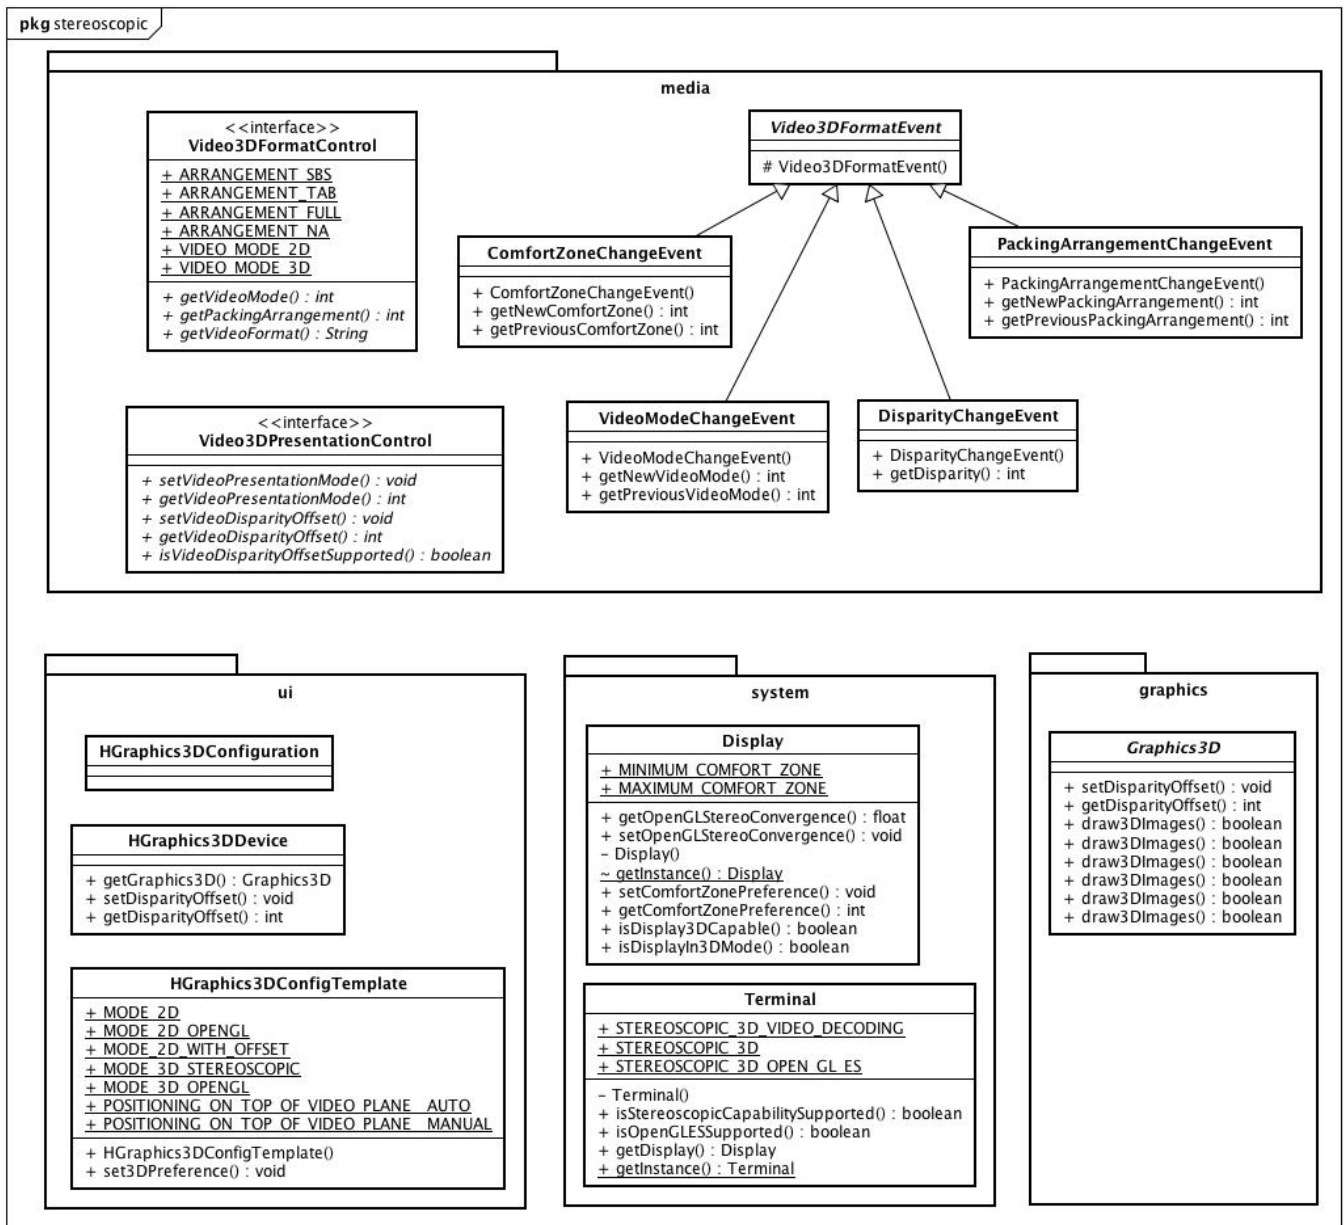 pkg stereoscopic
media
<<interface>>
Video3DFormatControl
+ ARRANGEMENT_SBS
+ ARRANGEMENT_TAB
+ ARRANGEMENT_FULL
+ ARRANGEMENT_NA
+ VIDEO_MODE_2D
+ VIDEO_MODE_3D
+ getVideoMode() : int
+ getPackingArrangement() : int
+ getVideoFormat() : String
Video3DFormatEvent
# Video3DFormatEvent()
ComfortZoneChangeEvent
+ ComfortZoneChangeEvent()
+ getNewComfortZone() : int
+ getPreviousComfortZone() : int
PackingArrangementChangeEvent
+ PackingArrangementChangeEvent()
+ getNewPackingArrangement() : int
+ getPreviousPackingArrangement() : int
<<interface>>
Video3DPresentationControl
+ setVideoPresentationMode() : void
+ getVideoPresentationMode() : int
+ setVideoDisparityOffset() : void
+ getVideoDisparityOffset() : int
+ isVideoDisparityOffsetSupported() : boolean
VideoModeChangeEvent
+ VideoModeChangeEvent()
+ getNewVideoMode() : int
+ getPreviousVideoMode() : int
DisparityChangeEvent
+ DisparityChangeEvent()
+ getDisparity() : int
ui
HGraphics3DConfiguration
HGraphics3DDevice
+ getGraphics3D() : Graphics3D
+ setDisparityOffset() : void
+ getDisparityOffset() : int
HGraphics3DConfigTemplate
+ MODE_2D
+ MODE_2D_OPENGL
+ MODE_2D_WITH_OFFSET
+ MODE_3D_STEREOSCOPIC
+ MODE_3D_OPENGL
+ POSITIONING_ON_TOP_OF_VIDEO_PLANE__AUTO
+ POSITIONING_ON_TOP_OF_VIDEO_PLANE__MANUAL
+ HGraphics3DConfigTemplate()
+ set3DPreference() : void
system
Display
+ MINIMUM_COMFORT_ZONE
+ MAXIMUM_COMFORT_ZONE
+ getOpenGLStereoConvergence() : float
+ setOpenGLStereoConvergence() : void
- Display()
~ getInstance() : Display
+ setComfortZonePreference() : void
+ getComfortZonePreference() : int
+ isDisplay3DCapable() : boolean
+ isDisplayIn3DMode() : boolean
Terminal
+ STEREOSCOPIC_3D_VIDEO_DECODING
+ STEREOSCOPIC_3D
+ STEREOSCOPIC_3D_OPEN_GL_ES
- Terminal()
+ isStereoscopicCapabilitySupported() : boolean
+ isOpenGLESSupported() : boolean
+ getDisplay() : Display
+ getInstance() : Terminal
graphics
Graphics3D
+ setDisparityOffset() : void
+ getDisparityOffset() : int
+ draw3DImages() : boolean
+ draw3DImages() : boolean
+ draw3DImages() : boolean
+ draw3DImages() : boolean
+ draw3DImages() : boolean
+ draw3DImages() : boolean